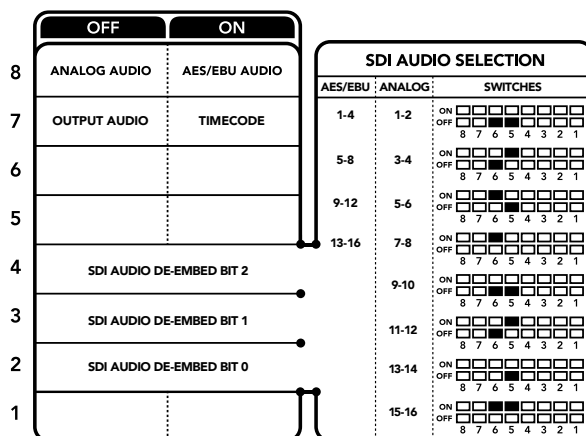 OFF ON
8 ANALOG AUDIO AES/EBU AUDIO
7 OUTPUT AUDIO TIMECODE
6
5
4 SDI AUDIO DE-EMBED BIT 2
3 SDI AUDIO DE-EMBED BIT 1
2 SDI AUDIO DE-EMBED BIT 0
1
SDI AUDIO SELECTION
AES/EBU ANALOG SWITCHES
1-4 1-2 ON
OFF
8 7 6 5 4 3 2 1
5-8 3-4 ON
OFF
8 7 6 5 4 3 2 1
9-12 5-6 ON
OFF
8 7 6 5 4 3 2 1
13-16 7-8 ON
OFF
8 7 6 5 4 3 2 1
9-10 ON
OFF
8 7 6 5 4 3 2 1
11-12 ON
OFF
8 7 6 5 4 3 2 1
13-14 ON
OFF
8 7 6 5 4 3 2 1
15-16 ON
OFF
8 7 6 5 4 3 2 1